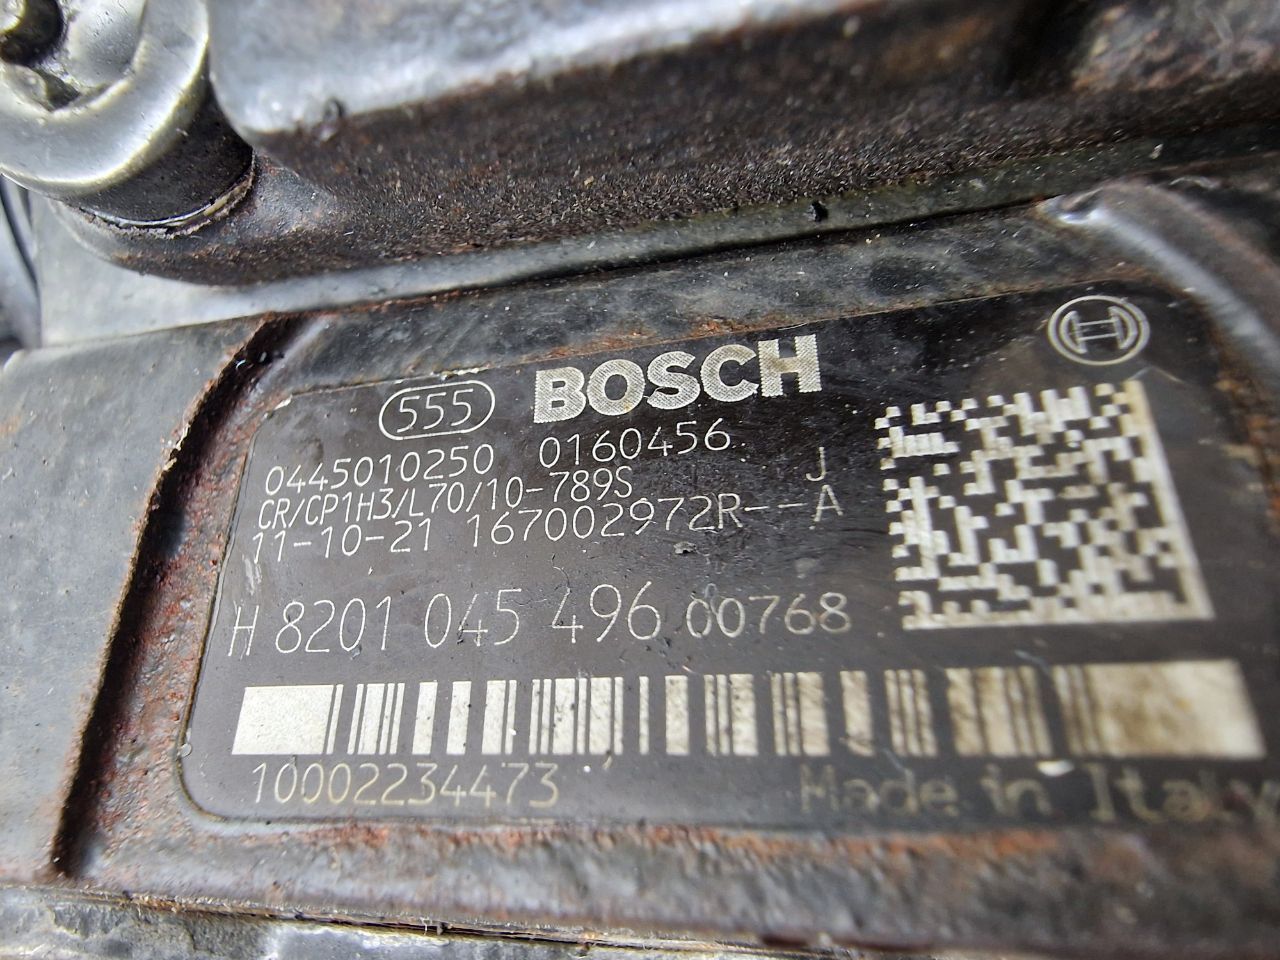 555 BOSCH
0445010250 0160456
CR/CP1H3/L70/10-789S J
11-10-21 167002972R--A
H 8201 045 496 00768
10002234473 Made in Italy